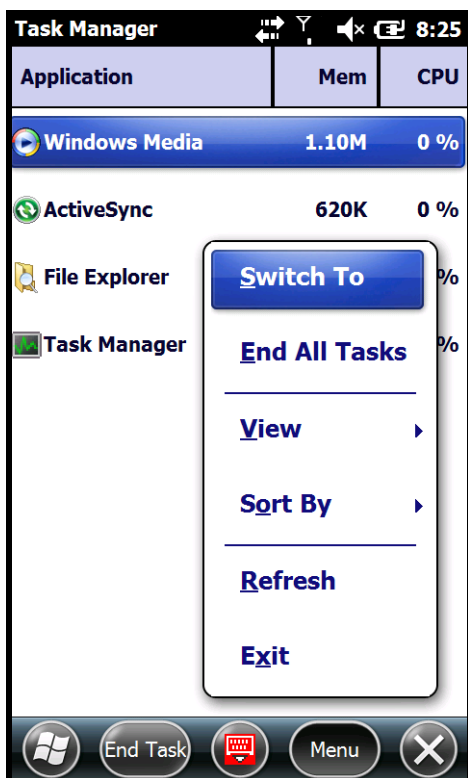 Task Manager 8:25
Application Mem CPU
Windows Media 1.10M 0 %
ActiveSync 620K 0 %
File Explorer %
Task Manager %
Switch To
End All Tasks
View
Sort By
Refresh
Exit
End Task Menu